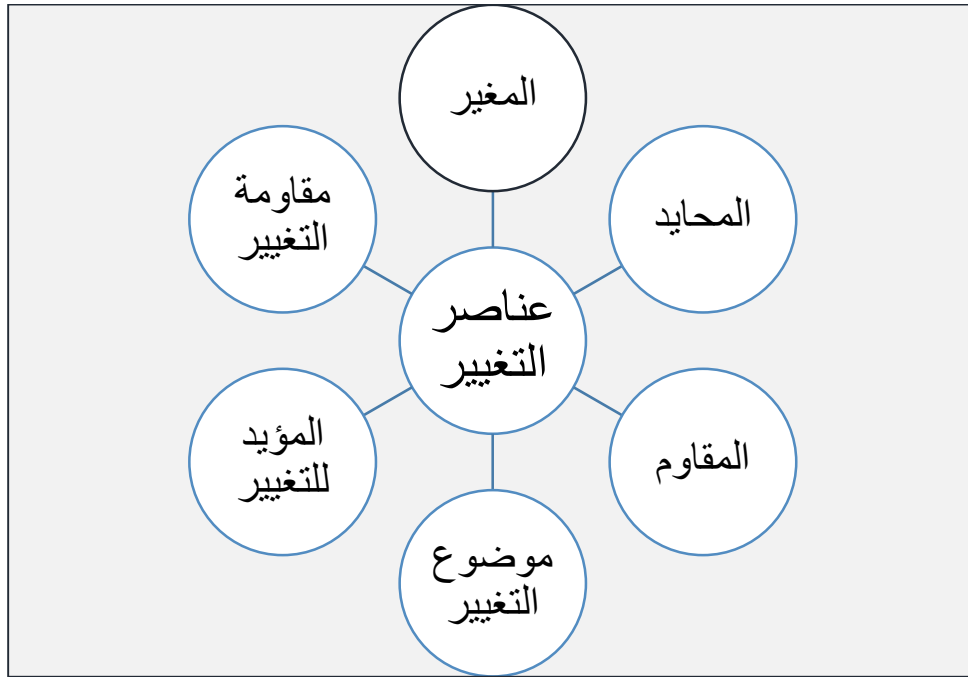 المغير
المحايد
المقاوم
موضوع
التغيير
المؤيد
للتغيير
مقاومة
التغيير
عناصر
التغيير